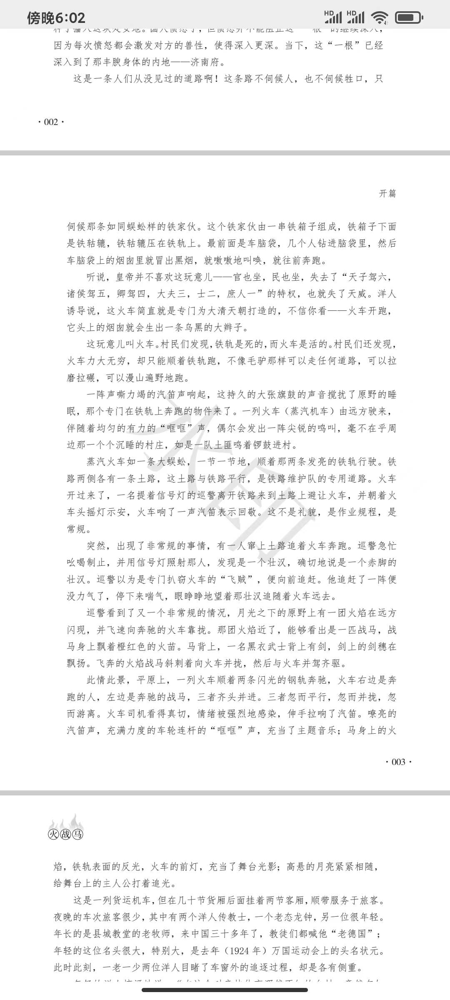 傍晚6:02
HD HD
因为每次愤怒都会激发对方的兽性，使得深入更深。当下，这“一根”已经
深入到了那丰腴身体的内地——济南府。
这是一条人们从没见过的道路啊！这条路不伺候人，也不伺候牲口，只
·002·
开篇
伺候那条如同蜈蚣样的铁家伙。这个铁家伙由一串铁箱子组成，铁箱子下面
是铁轱辘，铁轱辘压在铁轨上。最前面是车脑袋，几个人钻进脑袋里，然后
车脑袋上的烟囱里就冒出黑烟，就嗷嗷地叫唤，就往前奔跑。
听说，皇帝并不喜欢这玩意儿——官也坐，民也坐，失去了“天子驾六，
诸侯驾五，卿驾四，大夫三，士二，庶人一”的特权，也就失了天威。洋人
诱导说，这火车简直就是专门为大清天朝打造的，不信你看——火车开跑，
它头上的烟囱就会生出一条乌黑的大辫子。
这玩意儿叫火车。村民们发现，铁轨是死的，而火车是活的。村民们还发现，
火车力大无穷，却只能顺着铁轨跑，不像毛驴那样可以走任何道路，可以拉
磨拉碾，可以漫山遍野地跑。
一阵声嘶力竭的汽笛声响起，这持久的大张旗鼓的声音搅扰了原野的睡
眠，那个专门在铁轨上奔跑的物件来了。一列火车（蒸汽机车）由远方驶来，
伴随着均匀的有力的“哐哐”声，偶尔会发出一阵尖锐的鸣叫，毫不在乎周
边那一个个沉睡的村庄，如是一队土匪鸣着锣鼓进村。
蒸汽火车如一条大蜈蚣，一节一节地，顺着那两条发亮的铁轨行驶。铁
路两侧各有一条土路，这土路与铁路平行，是铁路维护队的专用道路。火车
开过来了，一名提着信号灯的巡警离开铁路来到土路上避让火车，并朝着火
车头摇灯示安，火车响了一声汽笛表示回敬。这不是礼貌，是作业规程，是
常规。
突然，出现了非常规的事情，有一人窜上土路追着火车奔跑。巡警急忙
吆喝制止，并用信号灯照射那人，发现是一个壮汉，确切地说是一个赤脚的
壮汉。巡警以为是专门扒窃火车的“飞贼”，便向前追赶。他追赶了一阵便
没力气了，停下来喘气，眼睁睁地望着那壮汉追随着火车远去。
巡警看到了又一个非常规的情况，月光之下的原野上有一团火焰在远方
闪现，并飞速向奔驰的火车靠拢。那团火焰近了，能够看出是一匹战马，战
马身上飘着橙红色的火苗。马背上，一名黑衣武士背上有剑，剑上的剑穗在
飘扬。飞奔的火焰战马斜刺着向火车并拢，然后与火车并驾齐驱。
此情此景，平原上，一列火车顺着两条闪光的钢轨奔驰，火车右边是奔
跑的人，左边是奔驰的战马，三者齐头并进。三者忽而平行，忽而并拢，忽
而游离。火车司机看得真切，情绪被强烈地感染，伸手拉响了汽笛。嘹亮的
汽笛声，充满力度的车轮连杆的“哐哐”声，充当了主题音乐；马身上的火
水印
·003·
火战马
焰，铁轨表面的反光，火车的前灯，充当了舞台光影；高悬的月亮紧紧相随，
给舞台上的主人公打着追光。
这是一列货运机车，但在几十节货厢后面挂着两节客厢，顺带服务于旅客。
夜晚的车次旅客很少，其中有两个洋人传教士，一个老态龙钟，另一位很年轻。
年长的是县城教堂的老牧师，来中国三十多年了，教徒们都喊他“老德国”；
年轻的这位名头很大，特别大，是去年（1924 年）万国运动会上的头名状元。
此时此刻，一老一少两位洋人目睹了车窗外的追逐过程，却是各有侧重。